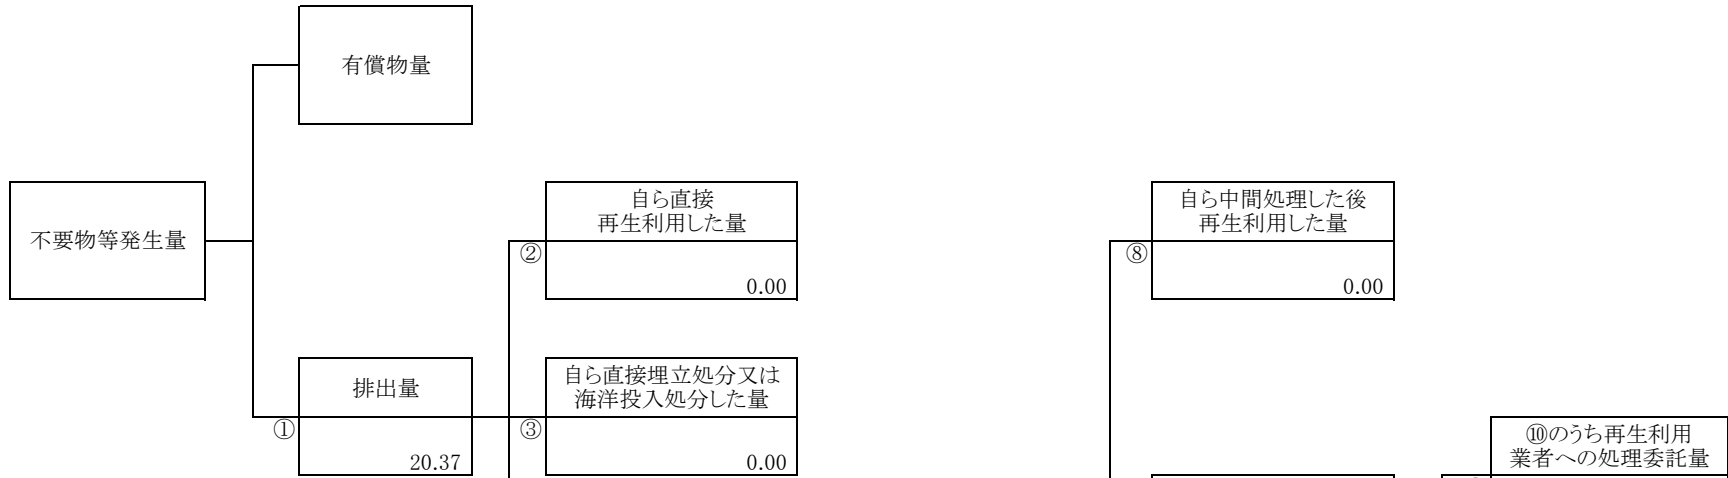 有償物量
不要物等発生量
自ら直接
再生利用した量
②
0.00
自ら中間処理した後
再生利用した量
⑧
0.00
排出量
①
20.37
自ら直接埋立処分又は
海洋投入処分した量
③
0.00
⑩のうち再生利用
業者への処理委託量